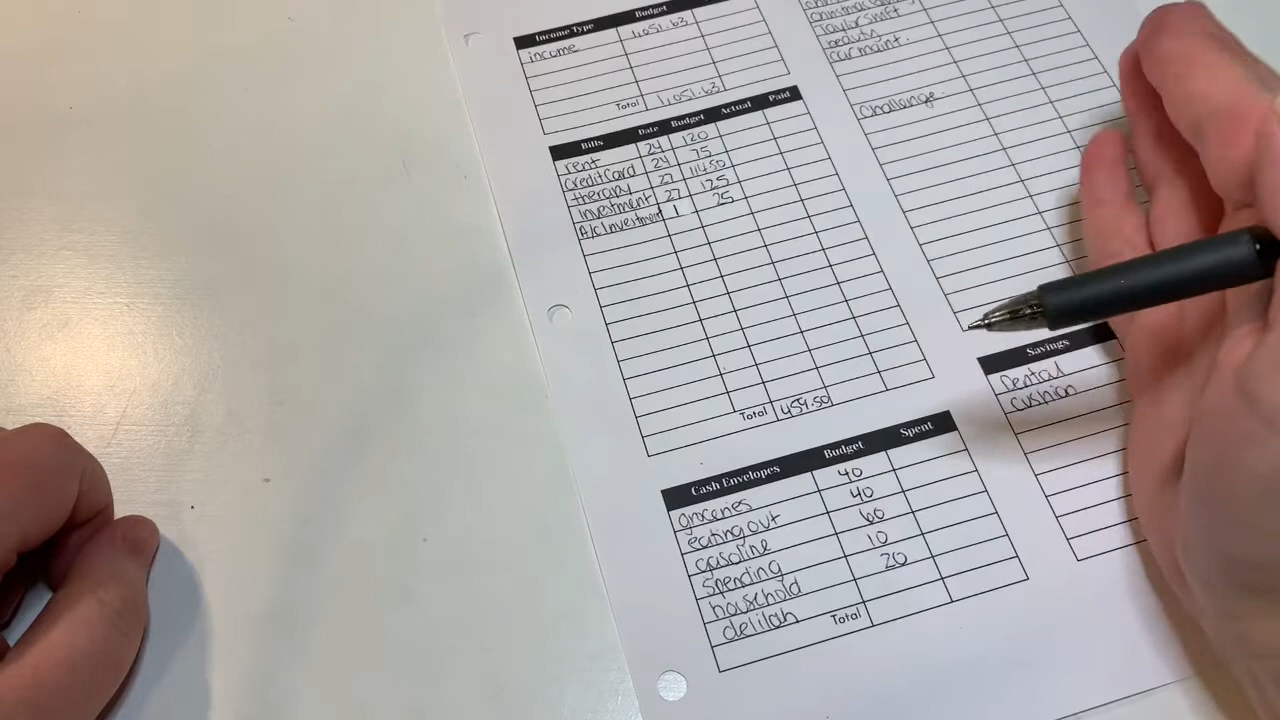 Income Type Budget
income 1,051.63
Total 1,051.63
Bills Date Budget Actual Paid
rent 24 120
Credit Card 24 75
therapy 27 114.50
Investment 27 125
A/c Investment 1 25
Total 459.50
Cash Envelopes Budget Spent
groceries 40
eating out 40
gasoline 60
spending 10
household 20
delilah
Total
Taylor Swift
beauty
car maint.
Challenge
Savings
rental
cushion